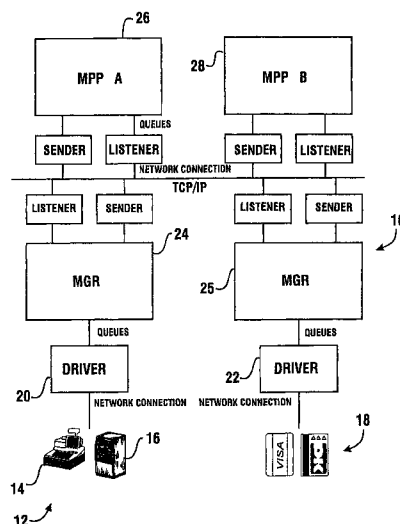 26
MPP A
28
MPP B
QUEUES
SENDER
LISTENER
SENDER
LISTENER
NETWORK CONNECTION
TCP/IP
LISTENER
SENDER
LISTENER
SENDER
24
MGR
25
MGR
QUEUES
QUEUES
DRIVER
20
DRIVER
22
NETWORK CONNECTION
NETWORK CONNECTION
16
14
VISA
18
12